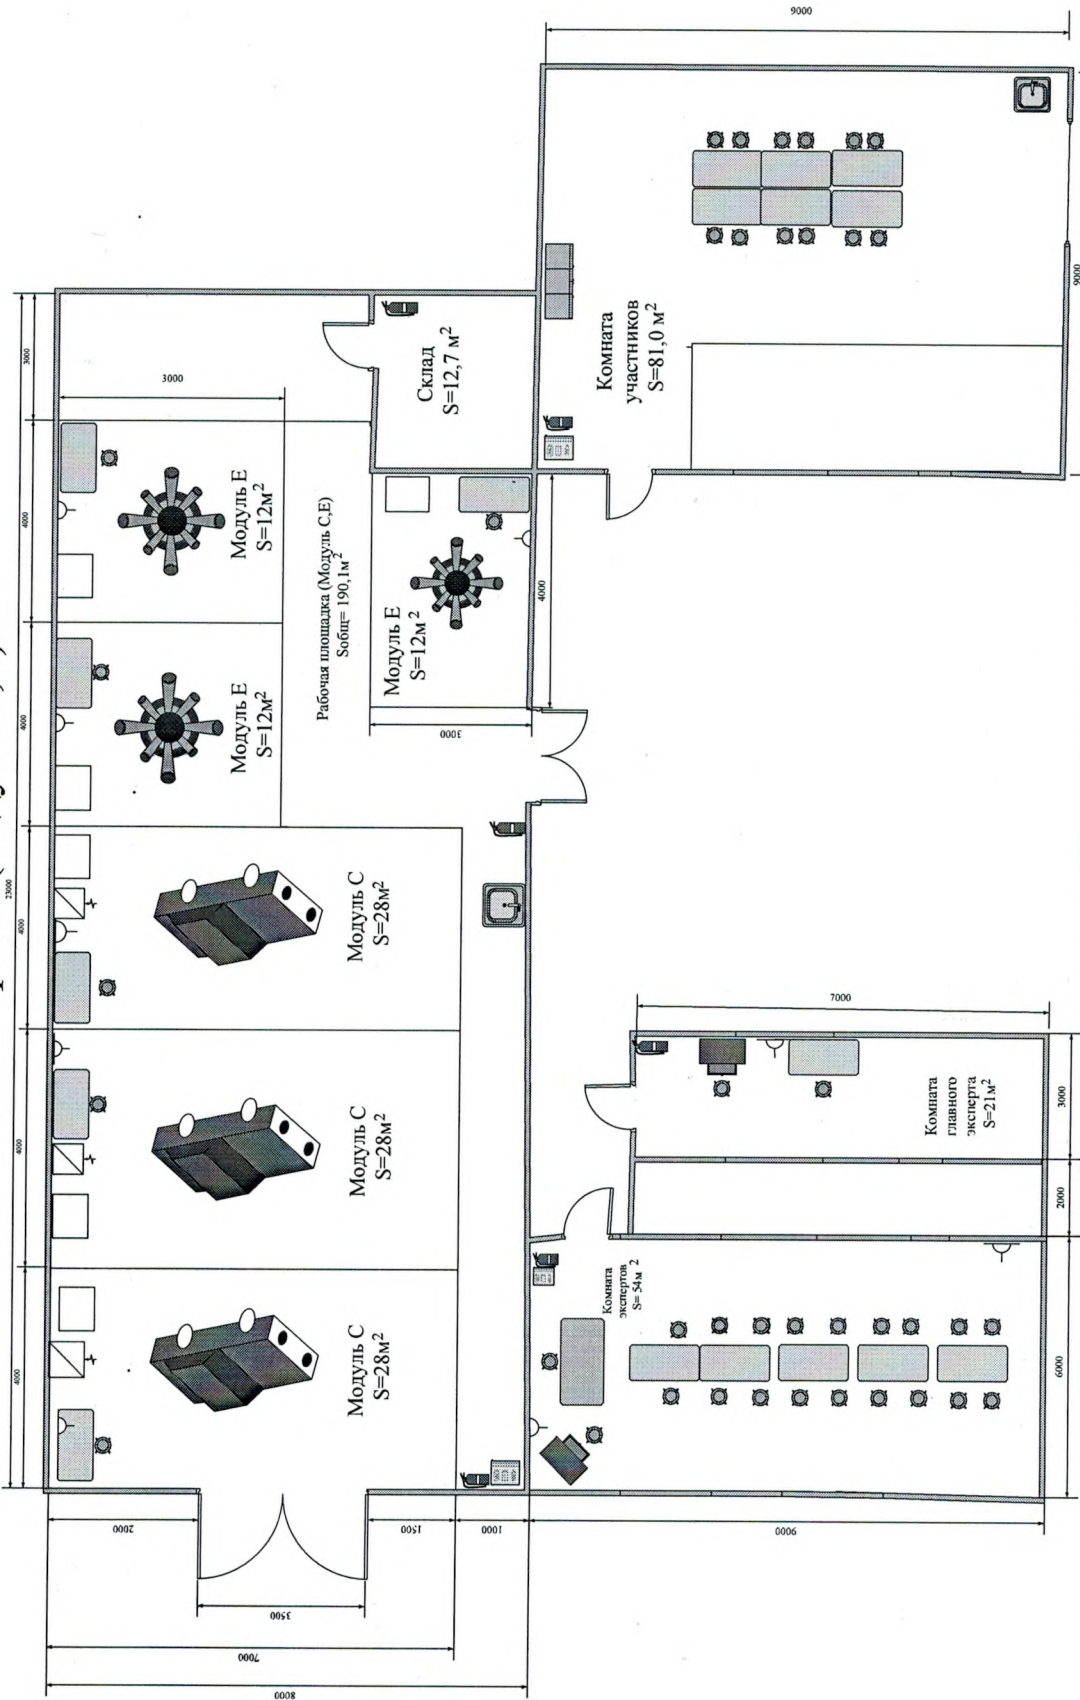 23000
4000
4000
4000
4000
4000
3000
3000
Модуль С
S=28м²
Модуль С
S=28м²
Модуль С
S=28м²
Модуль Е
S=12м²
Модуль Е
S=12м²
Рабочая площадка (Модуль С,Е)
Sобщ= 190,1м²
Модуль Е
S=12м²
3000
4000
Склад
S=12,7 м²
Комната
участников
S=81,0 м²
9000
9000
2000
3500
1500
1000
7000
8000
9000
Комната
экспертов
S= 54м ²
6000
2000
3000
7000
Комната
главного
эксперта
S=21м²